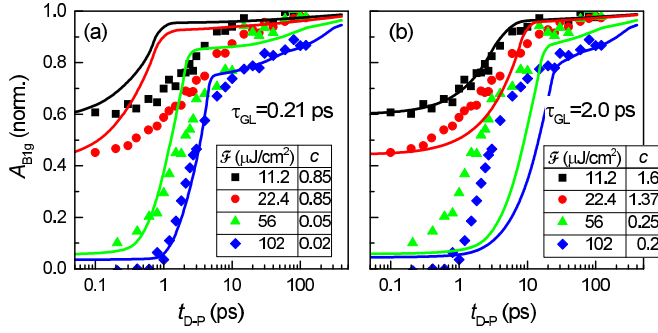 (a) (b)
A_B1g (norm.)
1.0
0.8
0.6
0.4
0.2
0.0
τ_GL=0.21 ps τ_GL=2.0 ps
ℱ (μJ/cm²) c
11.2 0.85
22.4 0.85
56 0.05
102 0.02
ℱ (μJ/cm²) c
11.2 1.6
22.4 1.37
56 0.25
102 0.2
0.1 1 10 100 0.1 1 10 100
t_D-P (ps) t_D-P (ps)